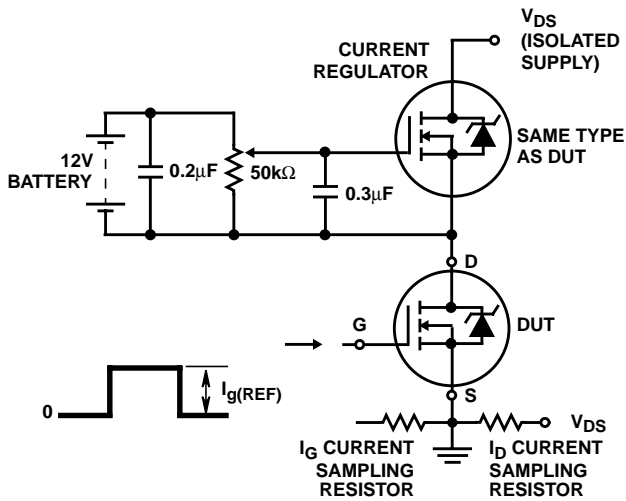 V_DS
(ISOLATED
SUPPLY)
CURRENT
REGULATOR
SAME TYPE
AS DUT
12V
BATTERY
0.2μF
50kΩ
0.3μF
D
DUT
G
S
0
I_g(REF)
V_DS
I_G CURRENT
SAMPLING
RESISTOR
I_D CURRENT
SAMPLING
RESISTOR